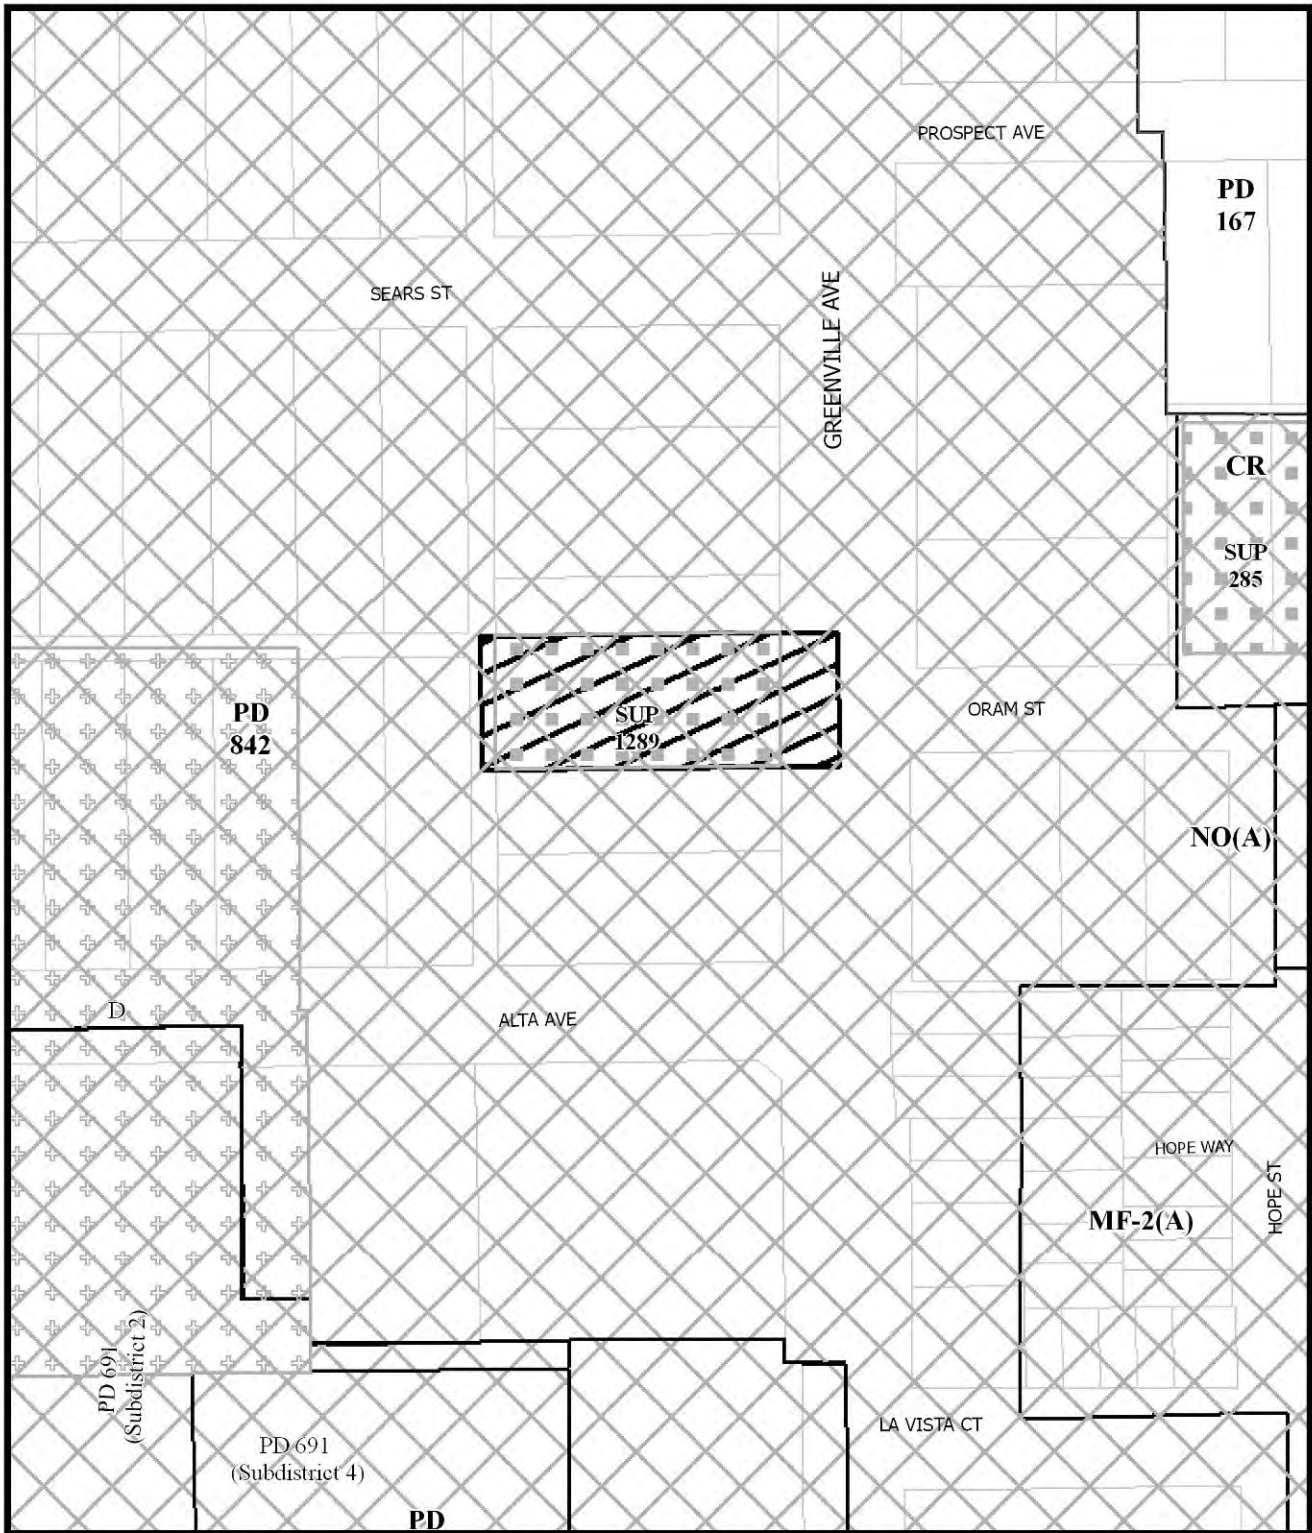 PROSPECT AVE
PD
167
SEARS ST
GREENVILLE AVE
CR
SUP
285
PD
842
SUP
1289
ORAM ST
NO(A)
D
ALTA AVE
HOPE WAY
HOPE ST
MF-2(A)
PD 691
(Subdistrict 2)
LA VISTA CT
PD 691
(Subdistrict 4)
PD